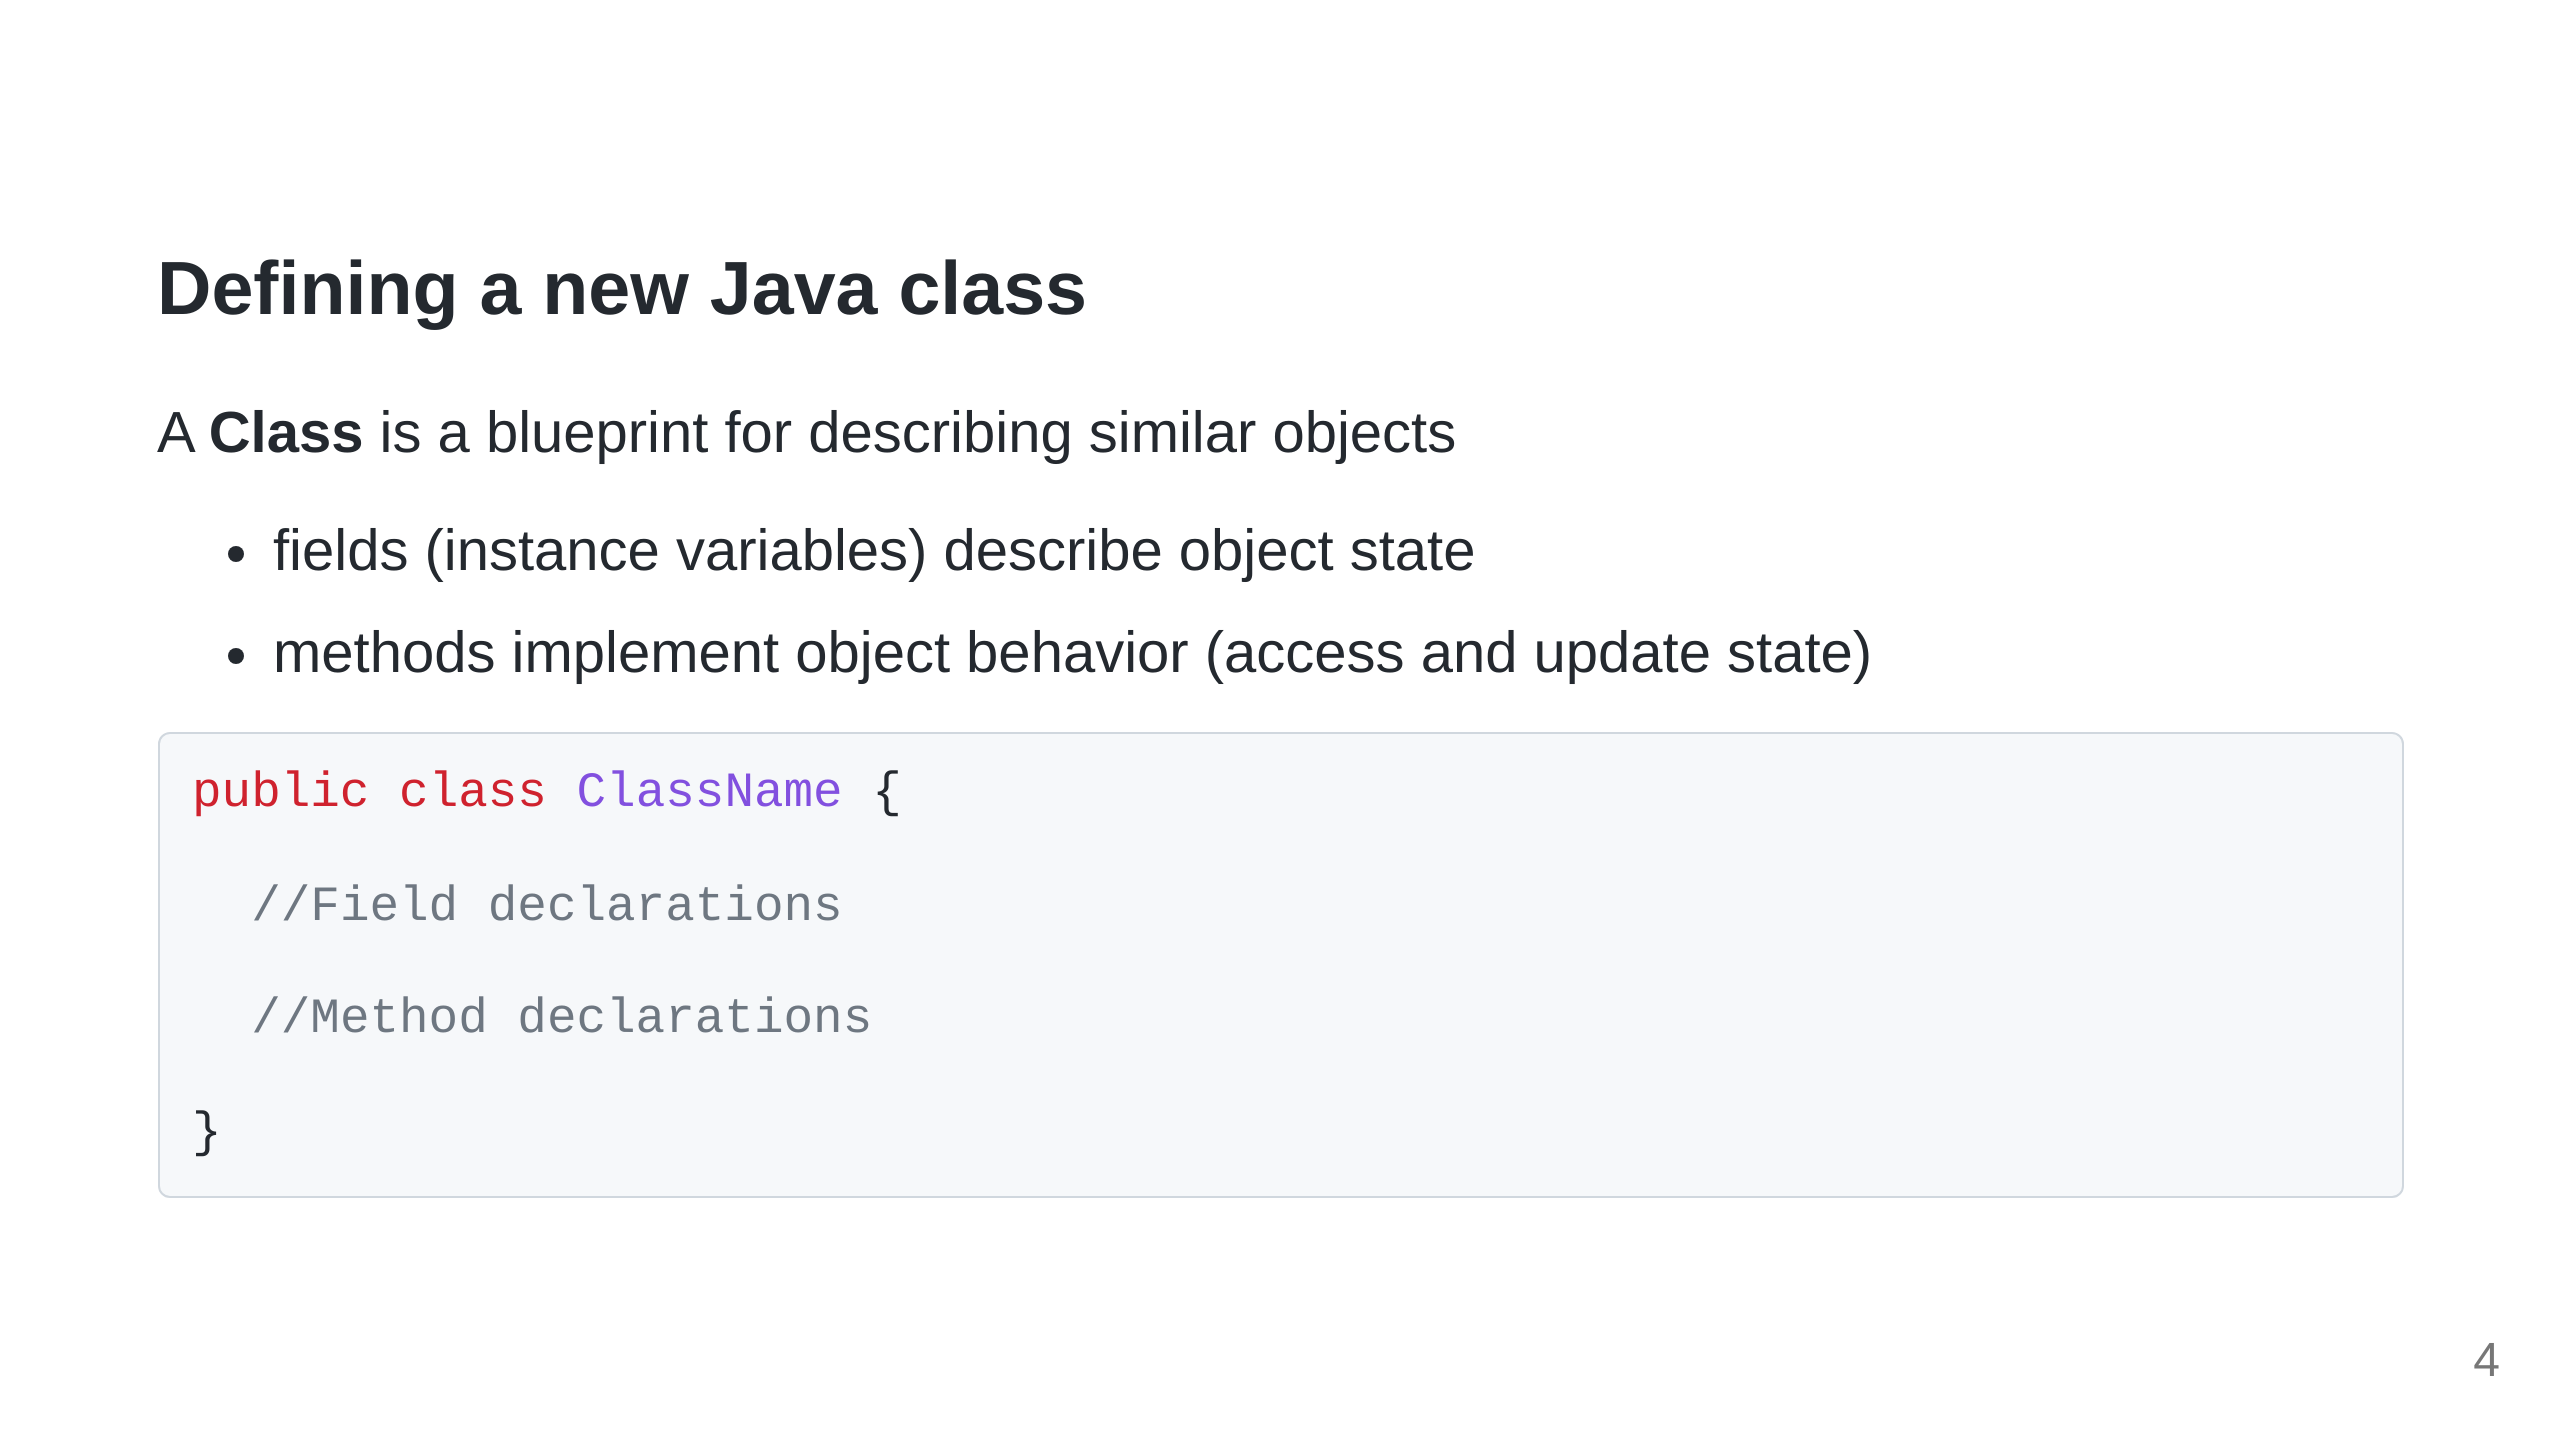 Defining a new Java class
A Class is a blueprint for describing similar objects
• fields (instance variables) describe object state
• methods implement object behavior (access and update state)
public class ClassName {
  //Field declarations
  //Method declarations
}
4